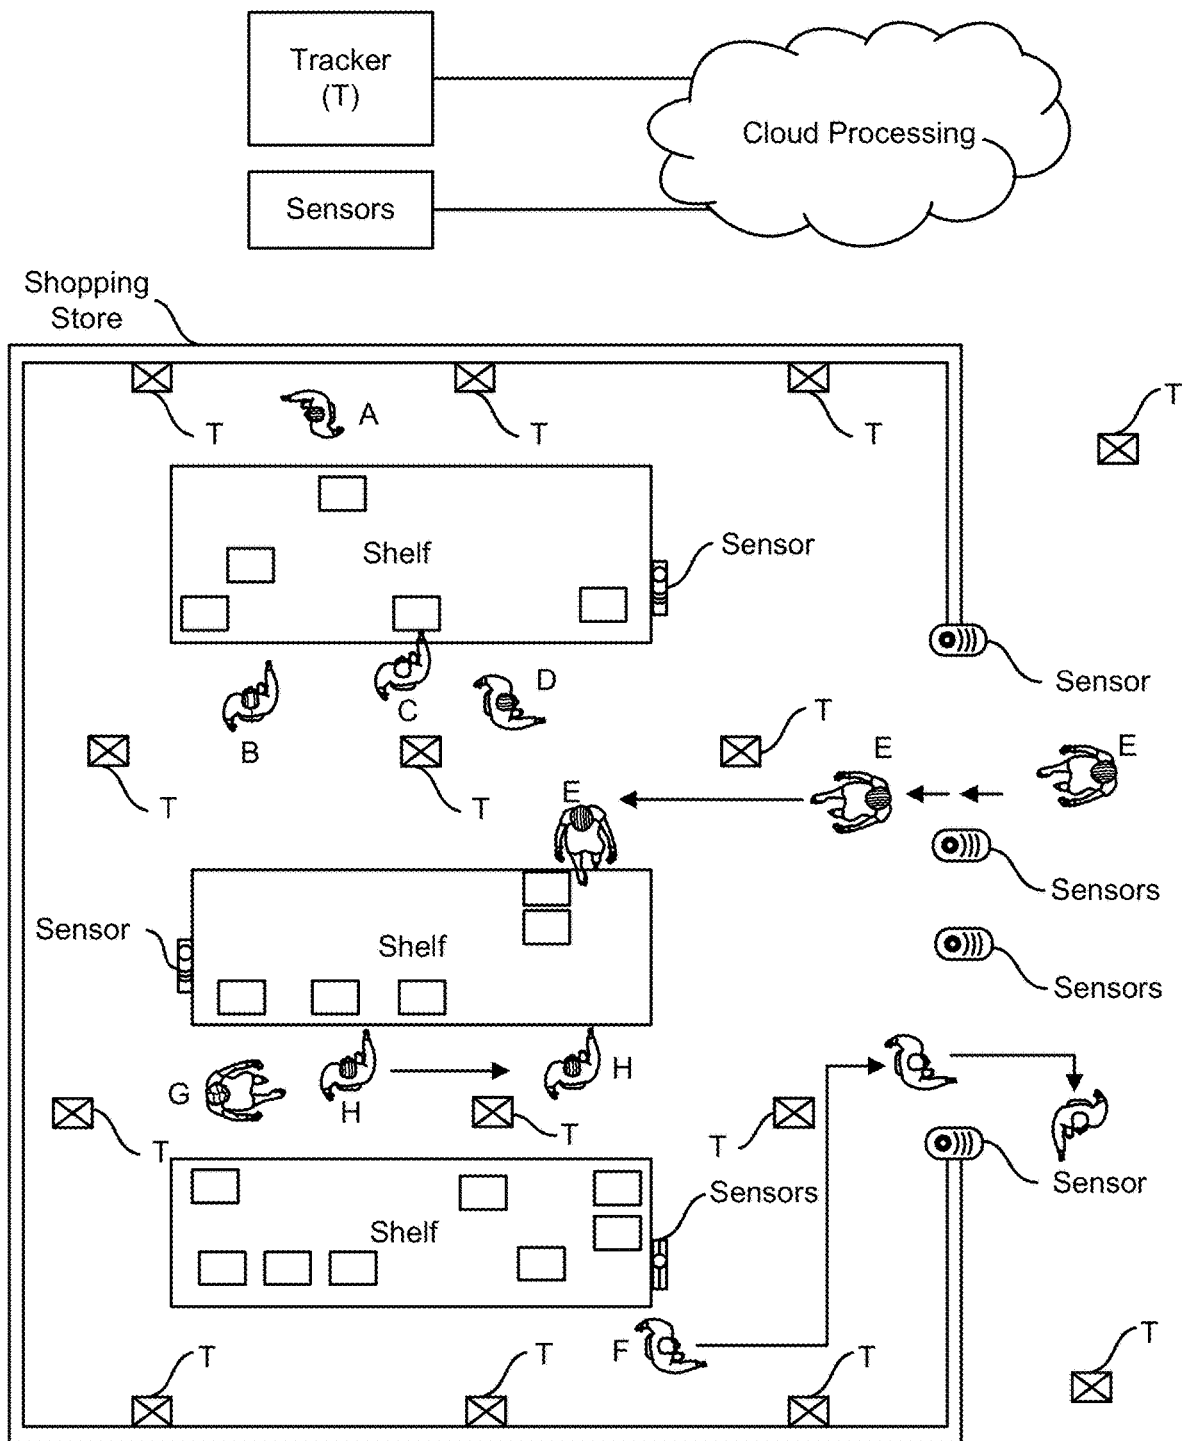 Tracker
(T)
Cloud Processing
Sensors
Shopping
Store
T
A
T
T
T
Shelf
Sensor
Sensor
B
C
D
T
E
E
T
T
E
Sensors
Sensor
Shelf
Sensors
G
H
H
T
T
T
Sensor
Sensors
Shelf
F
T
T
T
T